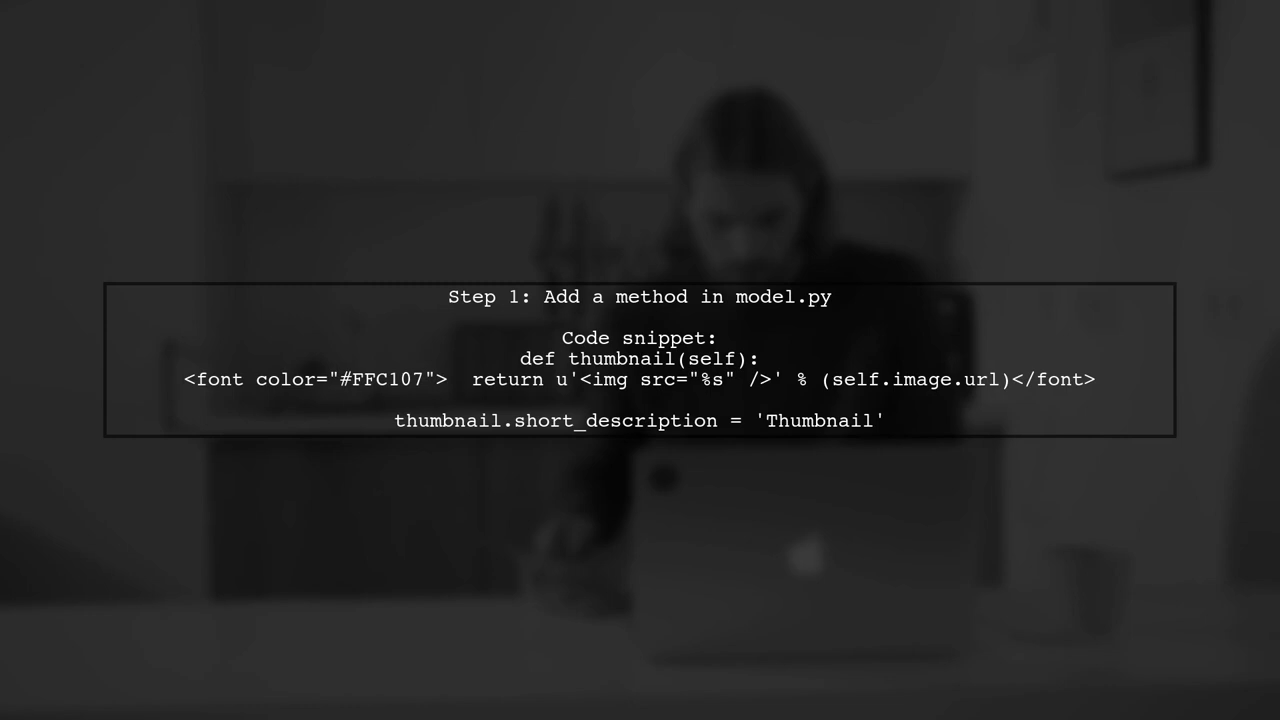 Step 1: Add a method in model.py
Code snippet:
def thumbnail(self):
<font color="#FFC107">  return u'<img src="%s" />' % (self.image.url)</font>
thumbnail.short_description = 'Thumbnail'